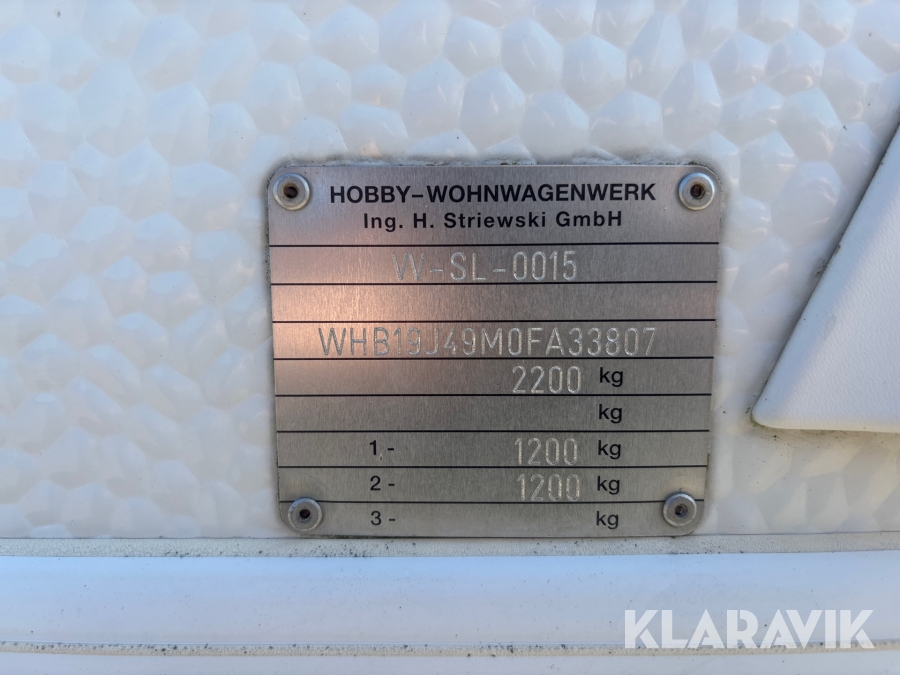 HOBBY-WOHNWAGENWERK
Ing. H. Striewski GmbH
VV-SL-0015
WHB19J49M0FA33807
2200 kg
kg
1- 1200 kg
2- 1200 kg
3- kg
KLARAVIK